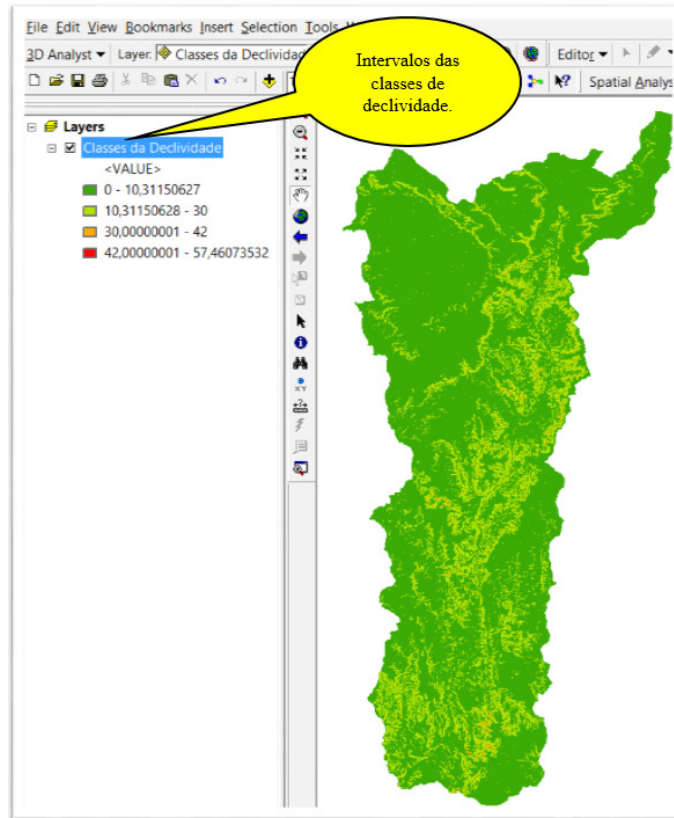 File Edit View Bookmarks Insert Selection Tools
3D Analyst Layer: Classes da Declividad
Editor
Spatial Analys
Intervalos das
classes de
declividade.
Layers
Classes da Declividade
<VALUE>
0 - 10,31150627
10,31150628 - 30
30,00000001 - 42
42,00000001 - 57,46073532